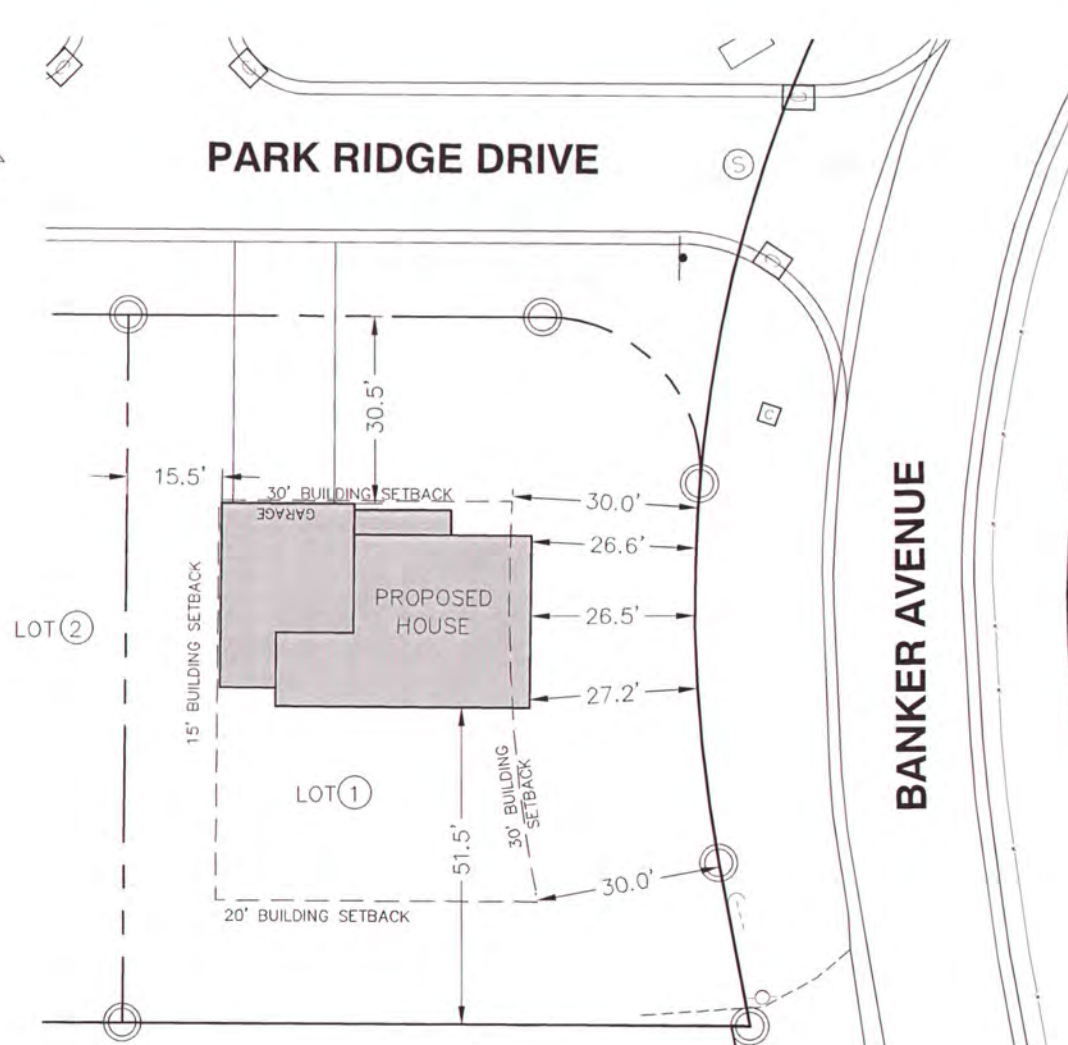 PARK RIDGE DRIVE
S
30.5'
15.5'
30' BUILDING SETBACK
GARAGE
30.0'
26.6'
C
PROPOSED
HOUSE
26.5'
27.2'
LOT 2
15' BUILDING SETBACK
BANKER AVENUE
LOT 1
30' BUILDING
SETBACK
51.5'
30.0'
20' BUILDING SETBACK